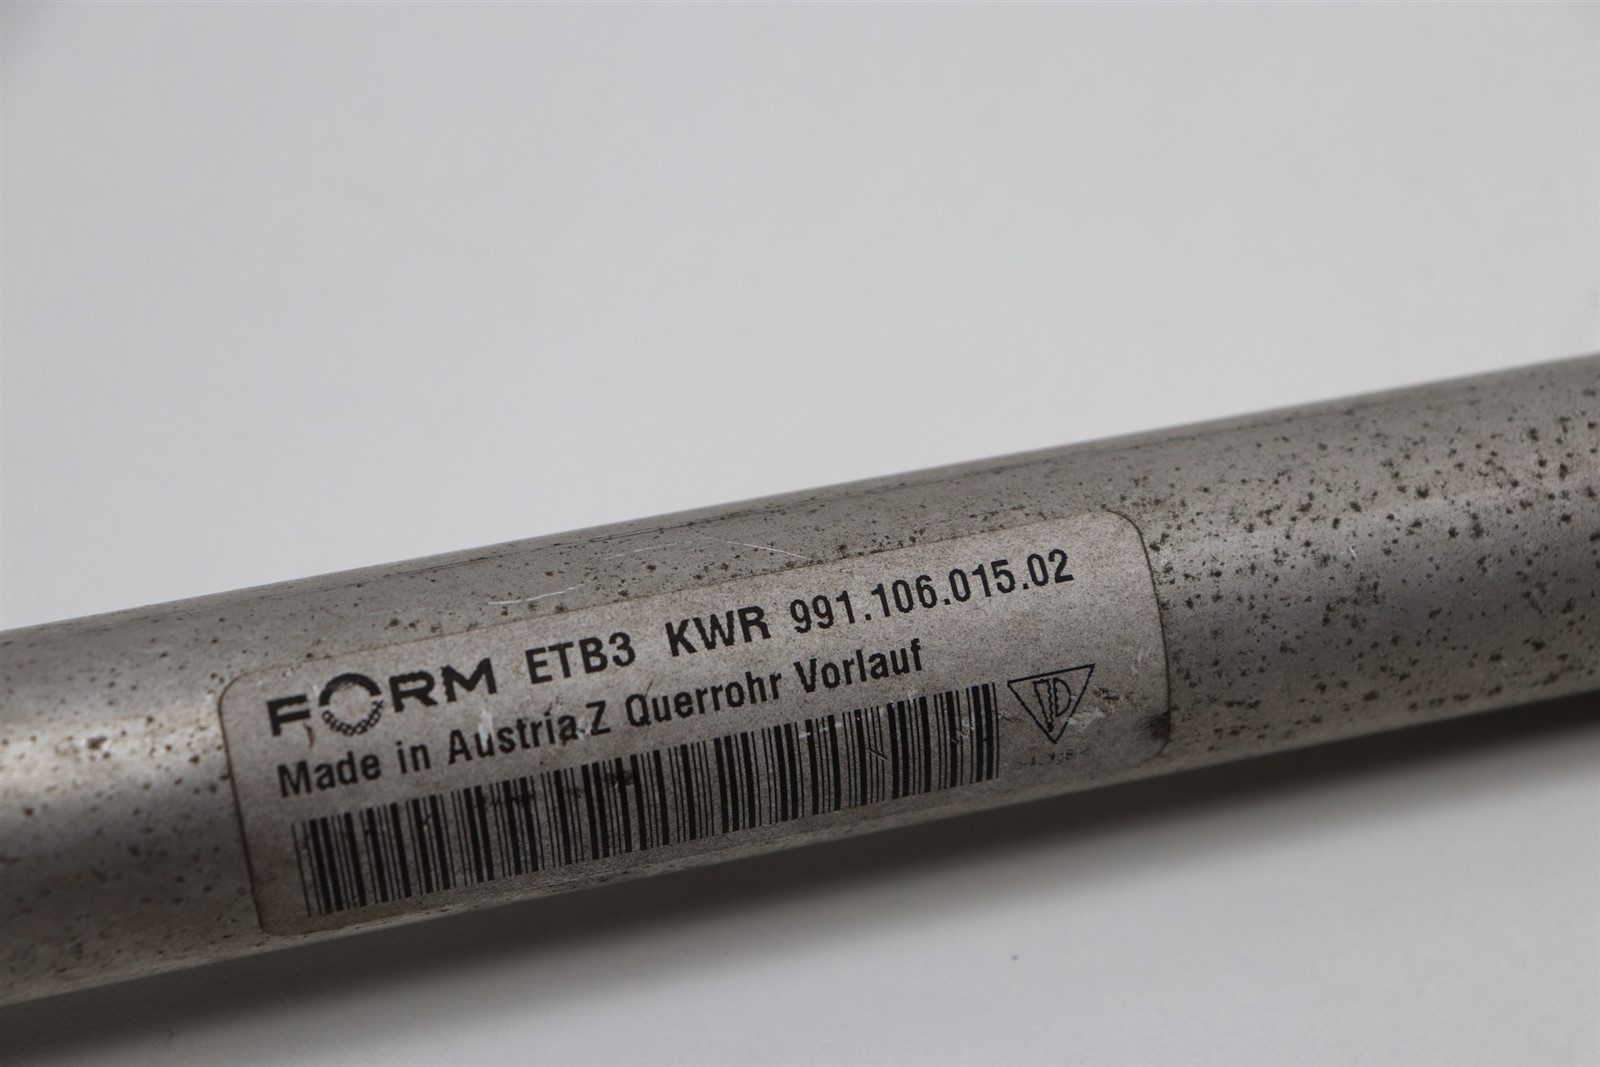 FORM ETB3 KWR 991.106.015.02
Made in Austria.Z Querrohr Vorlauf